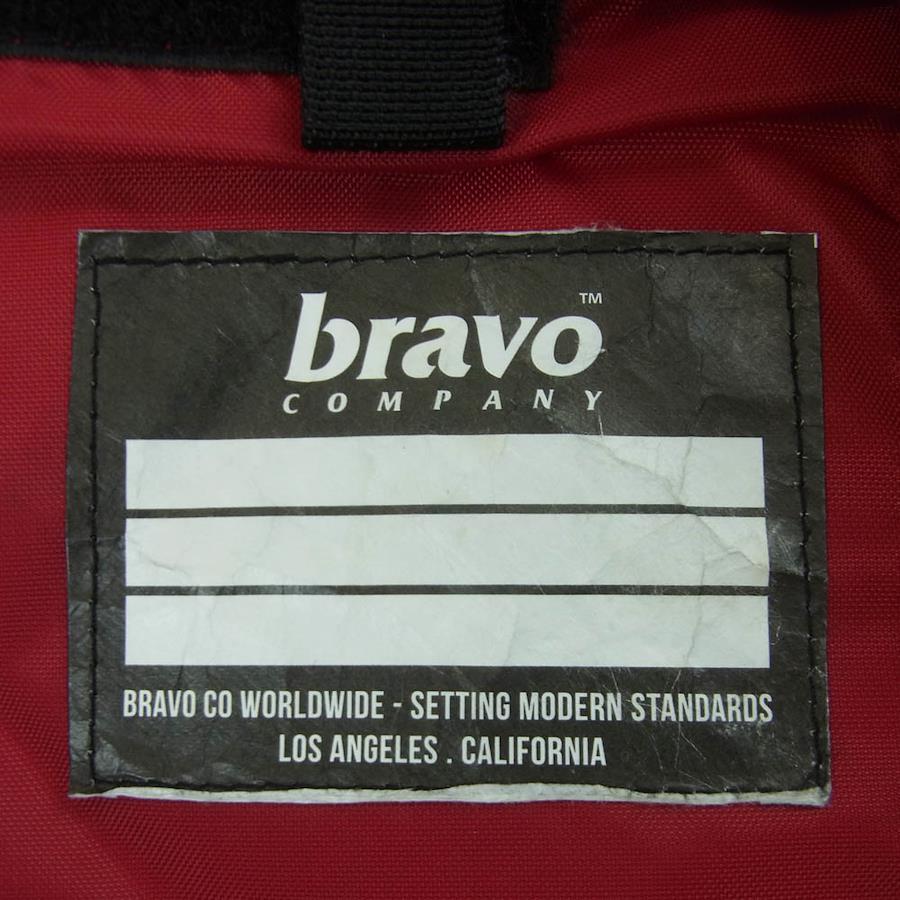 bravo™
COMPANY
BRAVO CO WORLDWIDE - SETTING MODERN STANDARDS
LOS ANGELES . CALIFORNIA